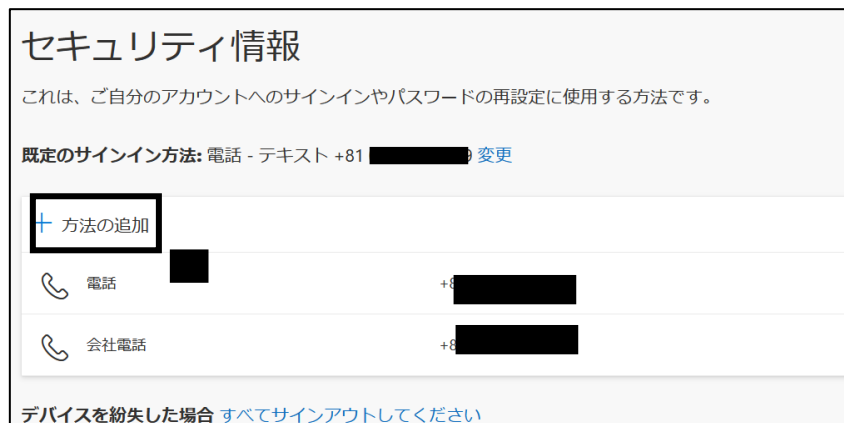 セキュリティ情報
これは、ご自分のアカウントへのサインインやパスワードの再設定に使用する方法です。
既定のサインイン方法: 電話 - テキスト +81 変更
+ 方法の追加
電話 +8
会社電話 +8
デバイスを紛失した場合 すべてサインアウトしてください